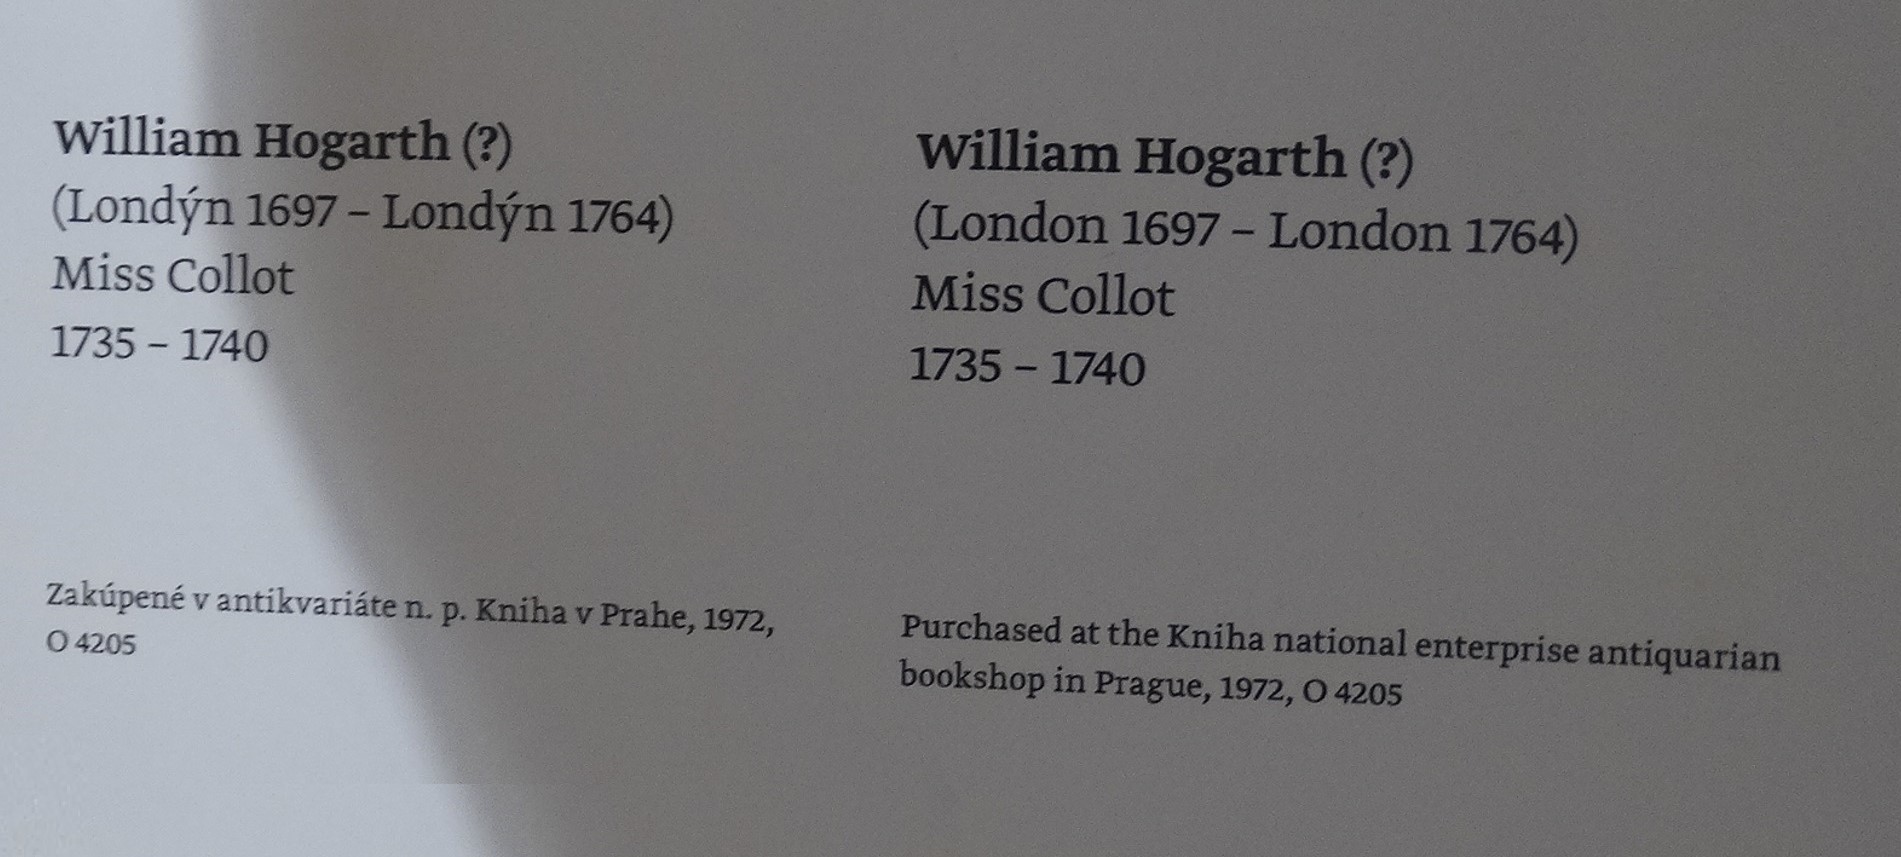 William Hogarth (?)
(Londýn 1697 – Londýn 1764)
Miss Collot
1735 – 1740
Zakúpené v antikvariáte n. p. Kniha v Prahe, 1972,
O 4205
William Hogarth (?)
(London 1697 – London 1764)
Miss Collot
1735 – 1740
Purchased at the Kniha national enterprise antiquarian
bookshop in Prague, 1972, O 4205